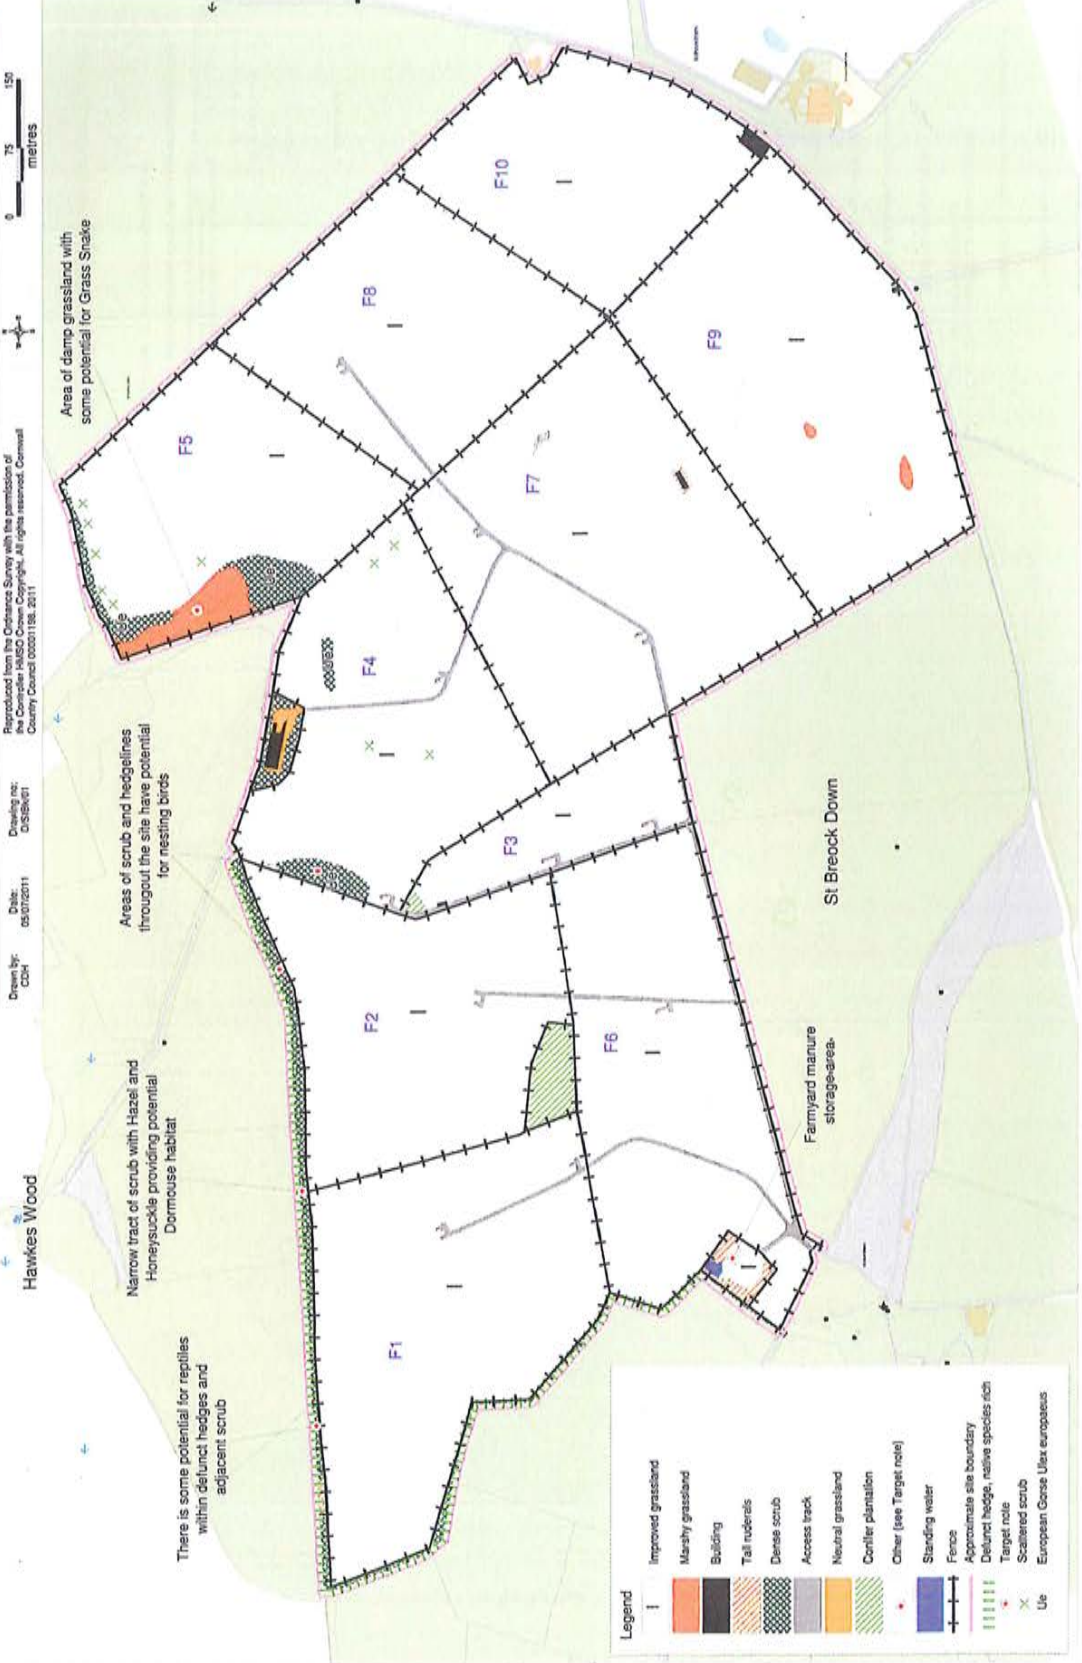 Hawkes Wood
Drawn by:
CDH
Date:
05/07/2011
Reproduced from the Ordnance Survey with the permission of
the Controller HMSO Crown Copyright. All rights reserved. Cornwall
Country Council 00001198. 2011
0 75 150
metres
There is some potential for reptiles
within defunct hedges and
adjacent scrub
Narrow tract of scrub with Hazel and
Honeysuckle providing potential
Dormouse habitat
Areas of scrub and hedgelines
througout the site have potential
for nesting birds
Area of damp grassland with
some potential for Grass Snake
F1
F2
F3
F4
F5
F6
F7
F8
F9
F10
I
I
I
I
I
I
I
I
I
I
I
Ue
Ue
Ue
St Breock Down
Farmyard manure
storage area
Legend
I Improved grassland
Marshy grassland
Building
Tall ruderals
Dense scrub
Access track
Neutral grassland
Conifer plantation
Other (see Target note)
Standing water
Fence
Approximate site boundary
Defunct hedge, native species rich
Target note
Scattered scrub
Ue European Gorse Ulex europaeus